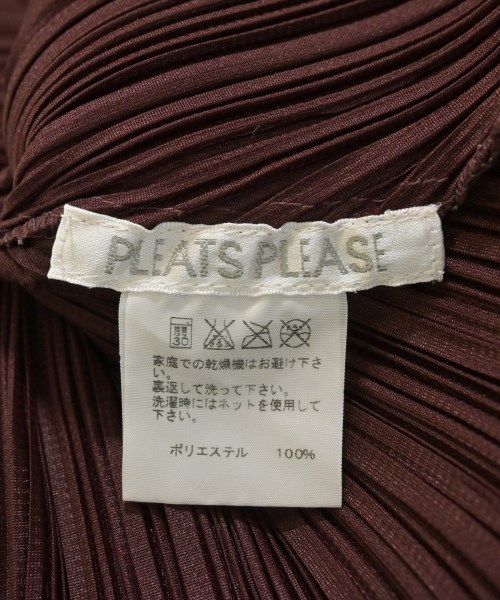 PLEATS PLEASE
30
家庭での乾燥機はお避け下さ
い。
裏返して洗って下さい。
洗濯時にはネットを使用して
下さい。
ポリエステル 100%